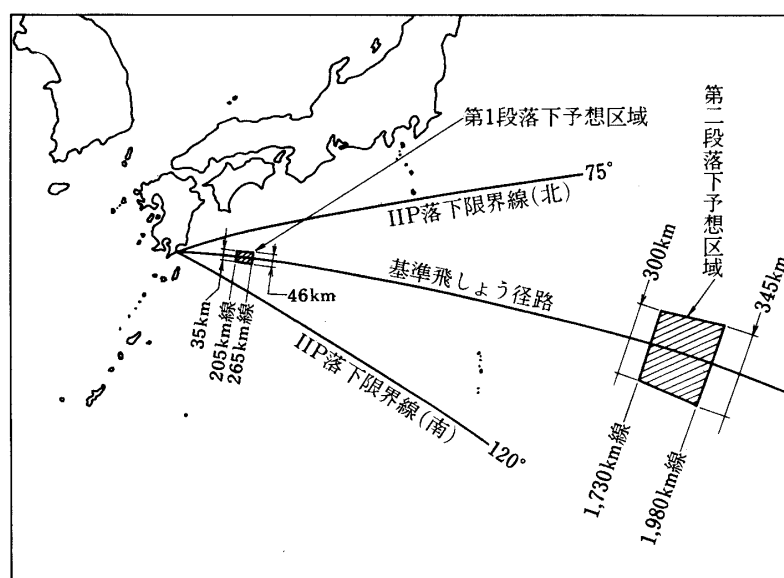 第1段落下予想区域
第二段落下予想区域
75°
IIP落下限界線(北)
基準飛しょう径路
300km
345km
46km
35km
205km線
265km線
IIP落下限界線(南)
120°
1,730km線
1,980km線